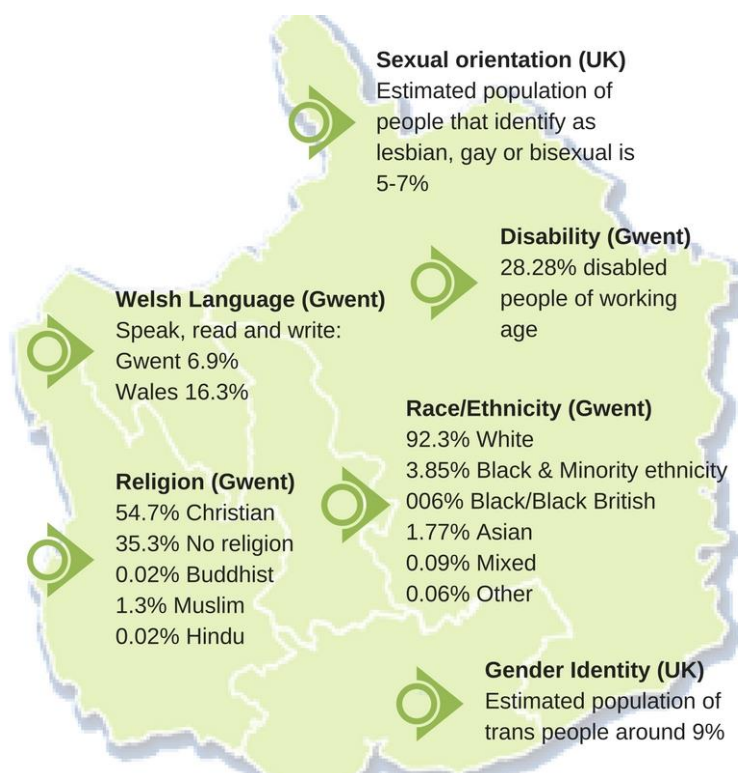 Sexual orientation (UK)
Estimated population of
people that identify as
lesbian, gay or bisexual is
5-7%
Disability (Gwent)
28.28% disabled
people of working
age
Welsh Language (Gwent)
Speak, read and write:
Gwent 6.9%
Wales 16.3%
Race/Ethnicity (Gwent)
92.3% White
3.85% Black & Minority ethnicity
006% Black/Black British
1.77% Asian
0.09% Mixed
0.06% Other
Religion (Gwent)
54.7% Christian
35.3% No religion
0.02% Buddhist
1.3% Muslim
0.02% Hindu
Gender Identity (UK)
Estimated population of
trans people around 9%